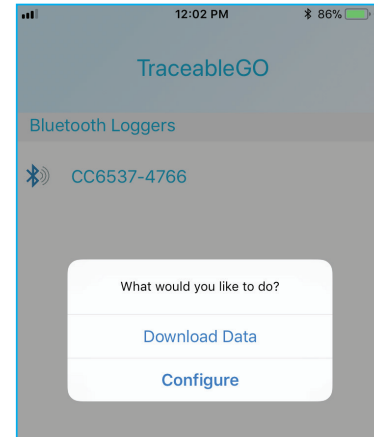 12:02 PM 86%
TraceableGO
Bluetooth Loggers
CC6537-4766
What would you like to do?
Download Data
Configure